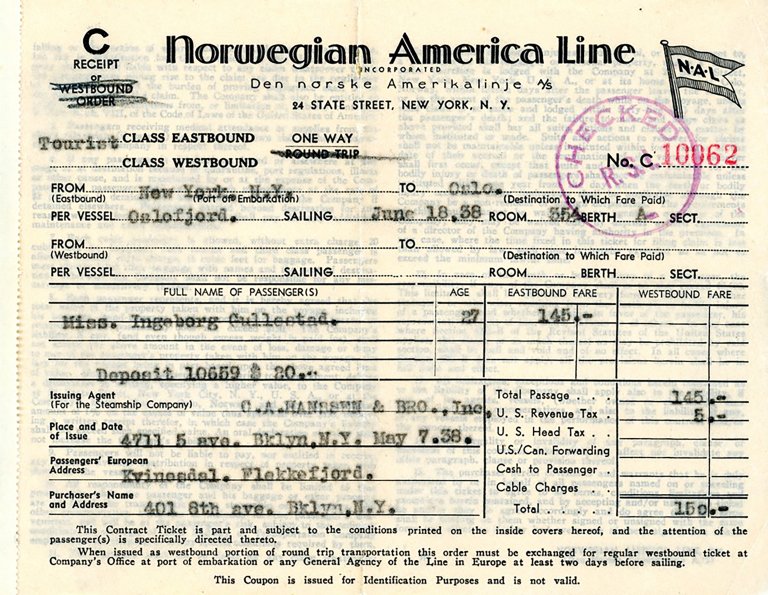 C
RECEIPT
or
WESTBOUND
ORDER
Norwegian America Line
INCORPORATED
Den norske Amerikalinje A/S
24 STATE STREET, NEW YORK, N. Y.
N·A·L
CHECKED
Tourist CLASS EASTBOUND ONE WAY
CLASS WESTBOUND ROUND TRIP
No. C 10062
FROM New York, N.Y. TO Oslo.
(Eastbound) (Port of Embarkation) (Destination to Which Fare Paid)
PER VESSEL Oslofjord. SAILING June 18.38 ROOM 354 BERTH A SECT.
FROM TO
(Westbound) (Destination to Which Fare Paid)
PER VESSEL SAILING ROOM BERTH SECT.
FULL NAME OF PASSENGER(S) AGE EASTBOUND FARE WESTBOUND FARE
Miss. Ingeborg Gullestad. 27 145.-
Deposit 10659 $ 20.--
Issuing Agent
(For the Steamship Company) C.A.HANSSEN & BRO.,Inc.
Place and Date
of Issue 4711 5 ave. Bklyn,N.Y. May 7.38.
Passengers' European
Address Kvinesdal. Flekkefjord.
Purchaser's Name
and Address 401 8th ave. Bklyn,N.Y.
Total Passage 145.-
U. S. Revenue Tax 5.-
U. S. Head Tax
U.S./Can. Forwarding
Cash to Passenger
Cable Charges
Total 150.-
This Contract Ticket is part and subject to the conditions printed on the inside covers hereof, and the attention of the
passenger(s) is specifically directed thereto.
When issued as westbound portion of round trip transportation this order must be exchanged for regular westbound ticket at
Company's Office at port of embarkation or any General Agency of the Line in Europe at least two days before sailing.
This Coupon is issued for Identification Purposes and is not valid.